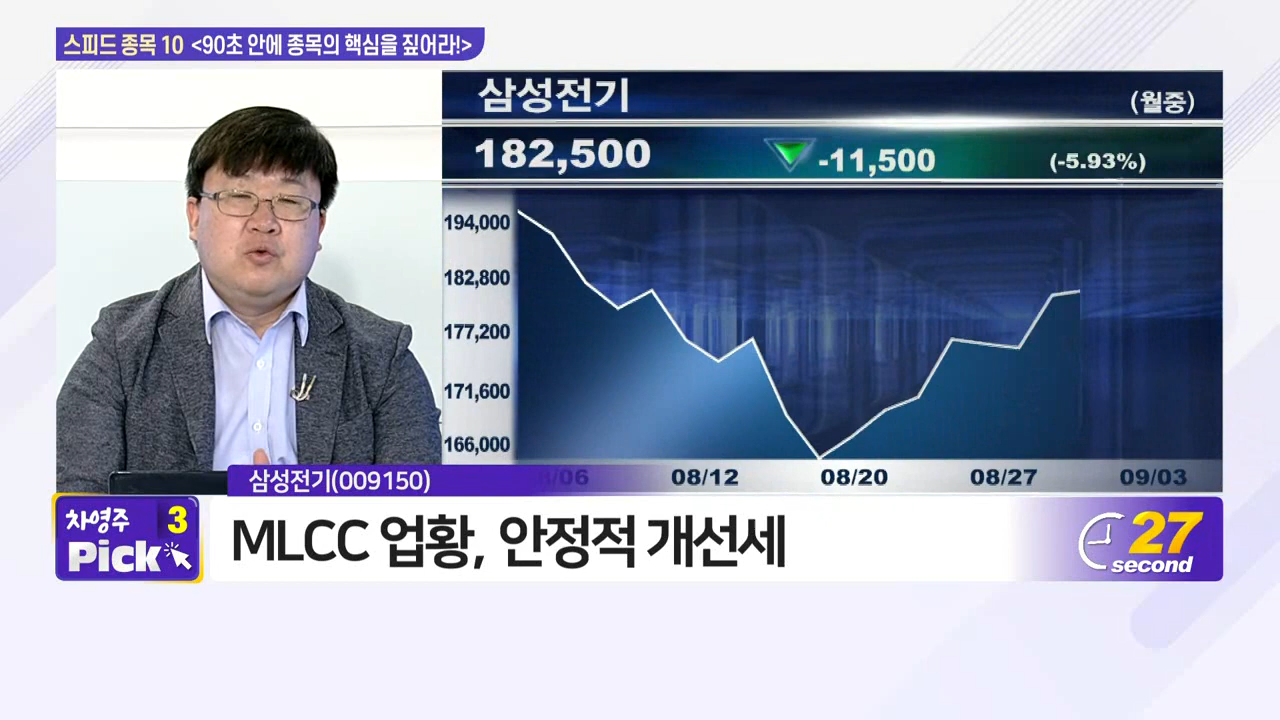 스피드 종목 10 <90초 안에 종목의 핵심을 짚어라!>
삼성전기 (월중)
182,500 -11,500 (-5.93%)
194,000
182,800
177,200
171,600
166,000
/06 08/12 08/20 08/27 09/03
삼성전기(009150)
차영주 3
Pick
MLCC 업황, 안정적 개선세
27
second